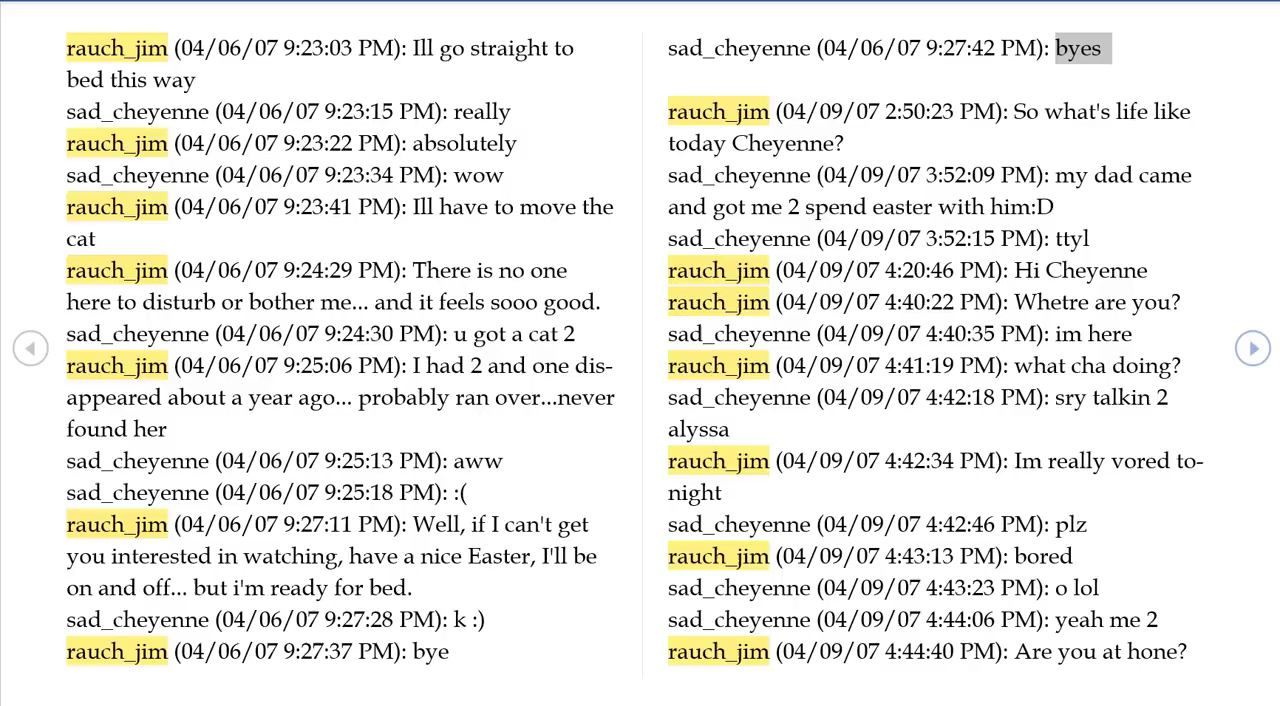 rauch_jim (04/06/07 9:23:03 PM): Ill go straight to
bed this way
sad_cheyenne (04/06/07 9:23:15 PM): really
rauch_jim (04/06/07 9:23:22 PM): absolutely
sad_cheyenne (04/06/07 9:23:34 PM): wow
rauch_jim (04/06/07 9:23:41 PM): Ill have to move the
cat
rauch_jim (04/06/07 9:24:29 PM): There is no one
here to disturb or bother me... and it feels sooo good.
sad_cheyenne (04/06/07 9:24:30 PM): u got a cat 2
rauch_jim (04/06/07 9:25:06 PM): I had 2 and one dis-
appeared about a year ago... probably ran over...never
found her
sad_cheyenne (04/06/07 9:25:13 PM): aww
sad_cheyenne (04/06/07 9:25:18 PM): :(
rauch_jim (04/06/07 9:27:11 PM): Well, if I can't get
you interested in watching, have a nice Easter, I'll be
on and off... but i'm ready for bed.
sad_cheyenne (04/06/07 9:27:28 PM): k :)
rauch_jim (04/06/07 9:27:37 PM): bye
sad_cheyenne (04/06/07 9:27:42 PM): byes
rauch_jim (04/09/07 2:50:23 PM): So what's life like
today Cheyenne?
sad_cheyenne (04/09/07 3:52:09 PM): my dad came
and got me 2 spend easter with him:D
sad_cheyenne (04/09/07 3:52:15 PM): ttyl
rauch_jim (04/09/07 4:20:46 PM): Hi Cheyenne
rauch_jim (04/09/07 4:40:22 PM): Whetre are you?
sad_cheyenne (04/09/07 4:40:35 PM): im here
rauch_jim (04/09/07 4:41:19 PM): what cha doing?
sad_cheyenne (04/09/07 4:42:18 PM): sry talkin 2
alyssa
rauch_jim (04/09/07 4:42:34 PM): Im really vored to-
night
sad_cheyenne (04/09/07 4:42:46 PM): plz
rauch_jim (04/09/07 4:43:13 PM): bored
sad_cheyenne (04/09/07 4:43:23 PM): o lol
sad_cheyenne (04/09/07 4:44:06 PM): yeah me 2
rauch_jim (04/09/07 4:44:40 PM): Are you at hone?